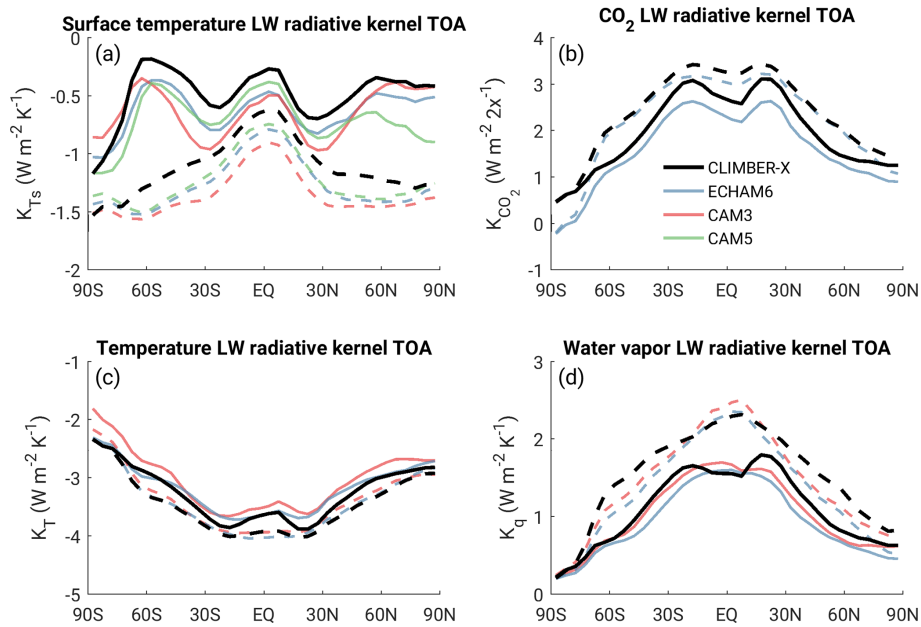 Surface temperature LW radiative kernel TOA
(a)
K_Ts (W m^-2 K^-1)
0
-0.5
-1
-1.5
-2
90S 60S 30S EQ 30N 60N 90N
CO_2 LW radiative kernel TOA
(b)
K_CO_2 (W m^-2 2x^-1)
4
3
2
1
0
-1
CLIMBER-X
ECHAM6
CAM3
CAM5
90S 60S 30S EQ 30N 60N 90N
Temperature LW radiative kernel TOA
(c)
K_T (W m^-2 K^-1)
-1
-2
-3
-4
-5
90S 60S 30S EQ 30N 60N 90N
Water vapor LW radiative kernel TOA
(d)
K_q (W m^-2 K^-1)
3
2
1
0
90S 60S 30S EQ 30N 60N 90N